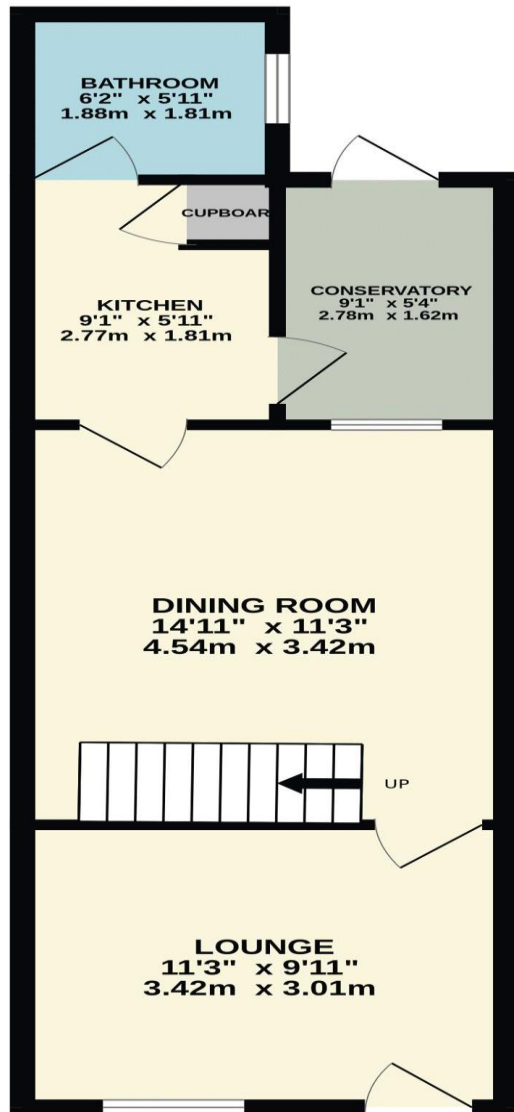 BATHROOM
6'2" x 5'11"
1.88m x 1.81m
CUPBOAR
KITCHEN
9'1" x 5'11"
2.77m x 1.81m
CONSERVATORY
9'1" x 5'4"
2.78m x 1.62m
DINING ROOM
14'11" x 11'3"
4.54m x 3.42m
UP
LOUNGE
11'3" x 9'11"
3.42m x 3.01m